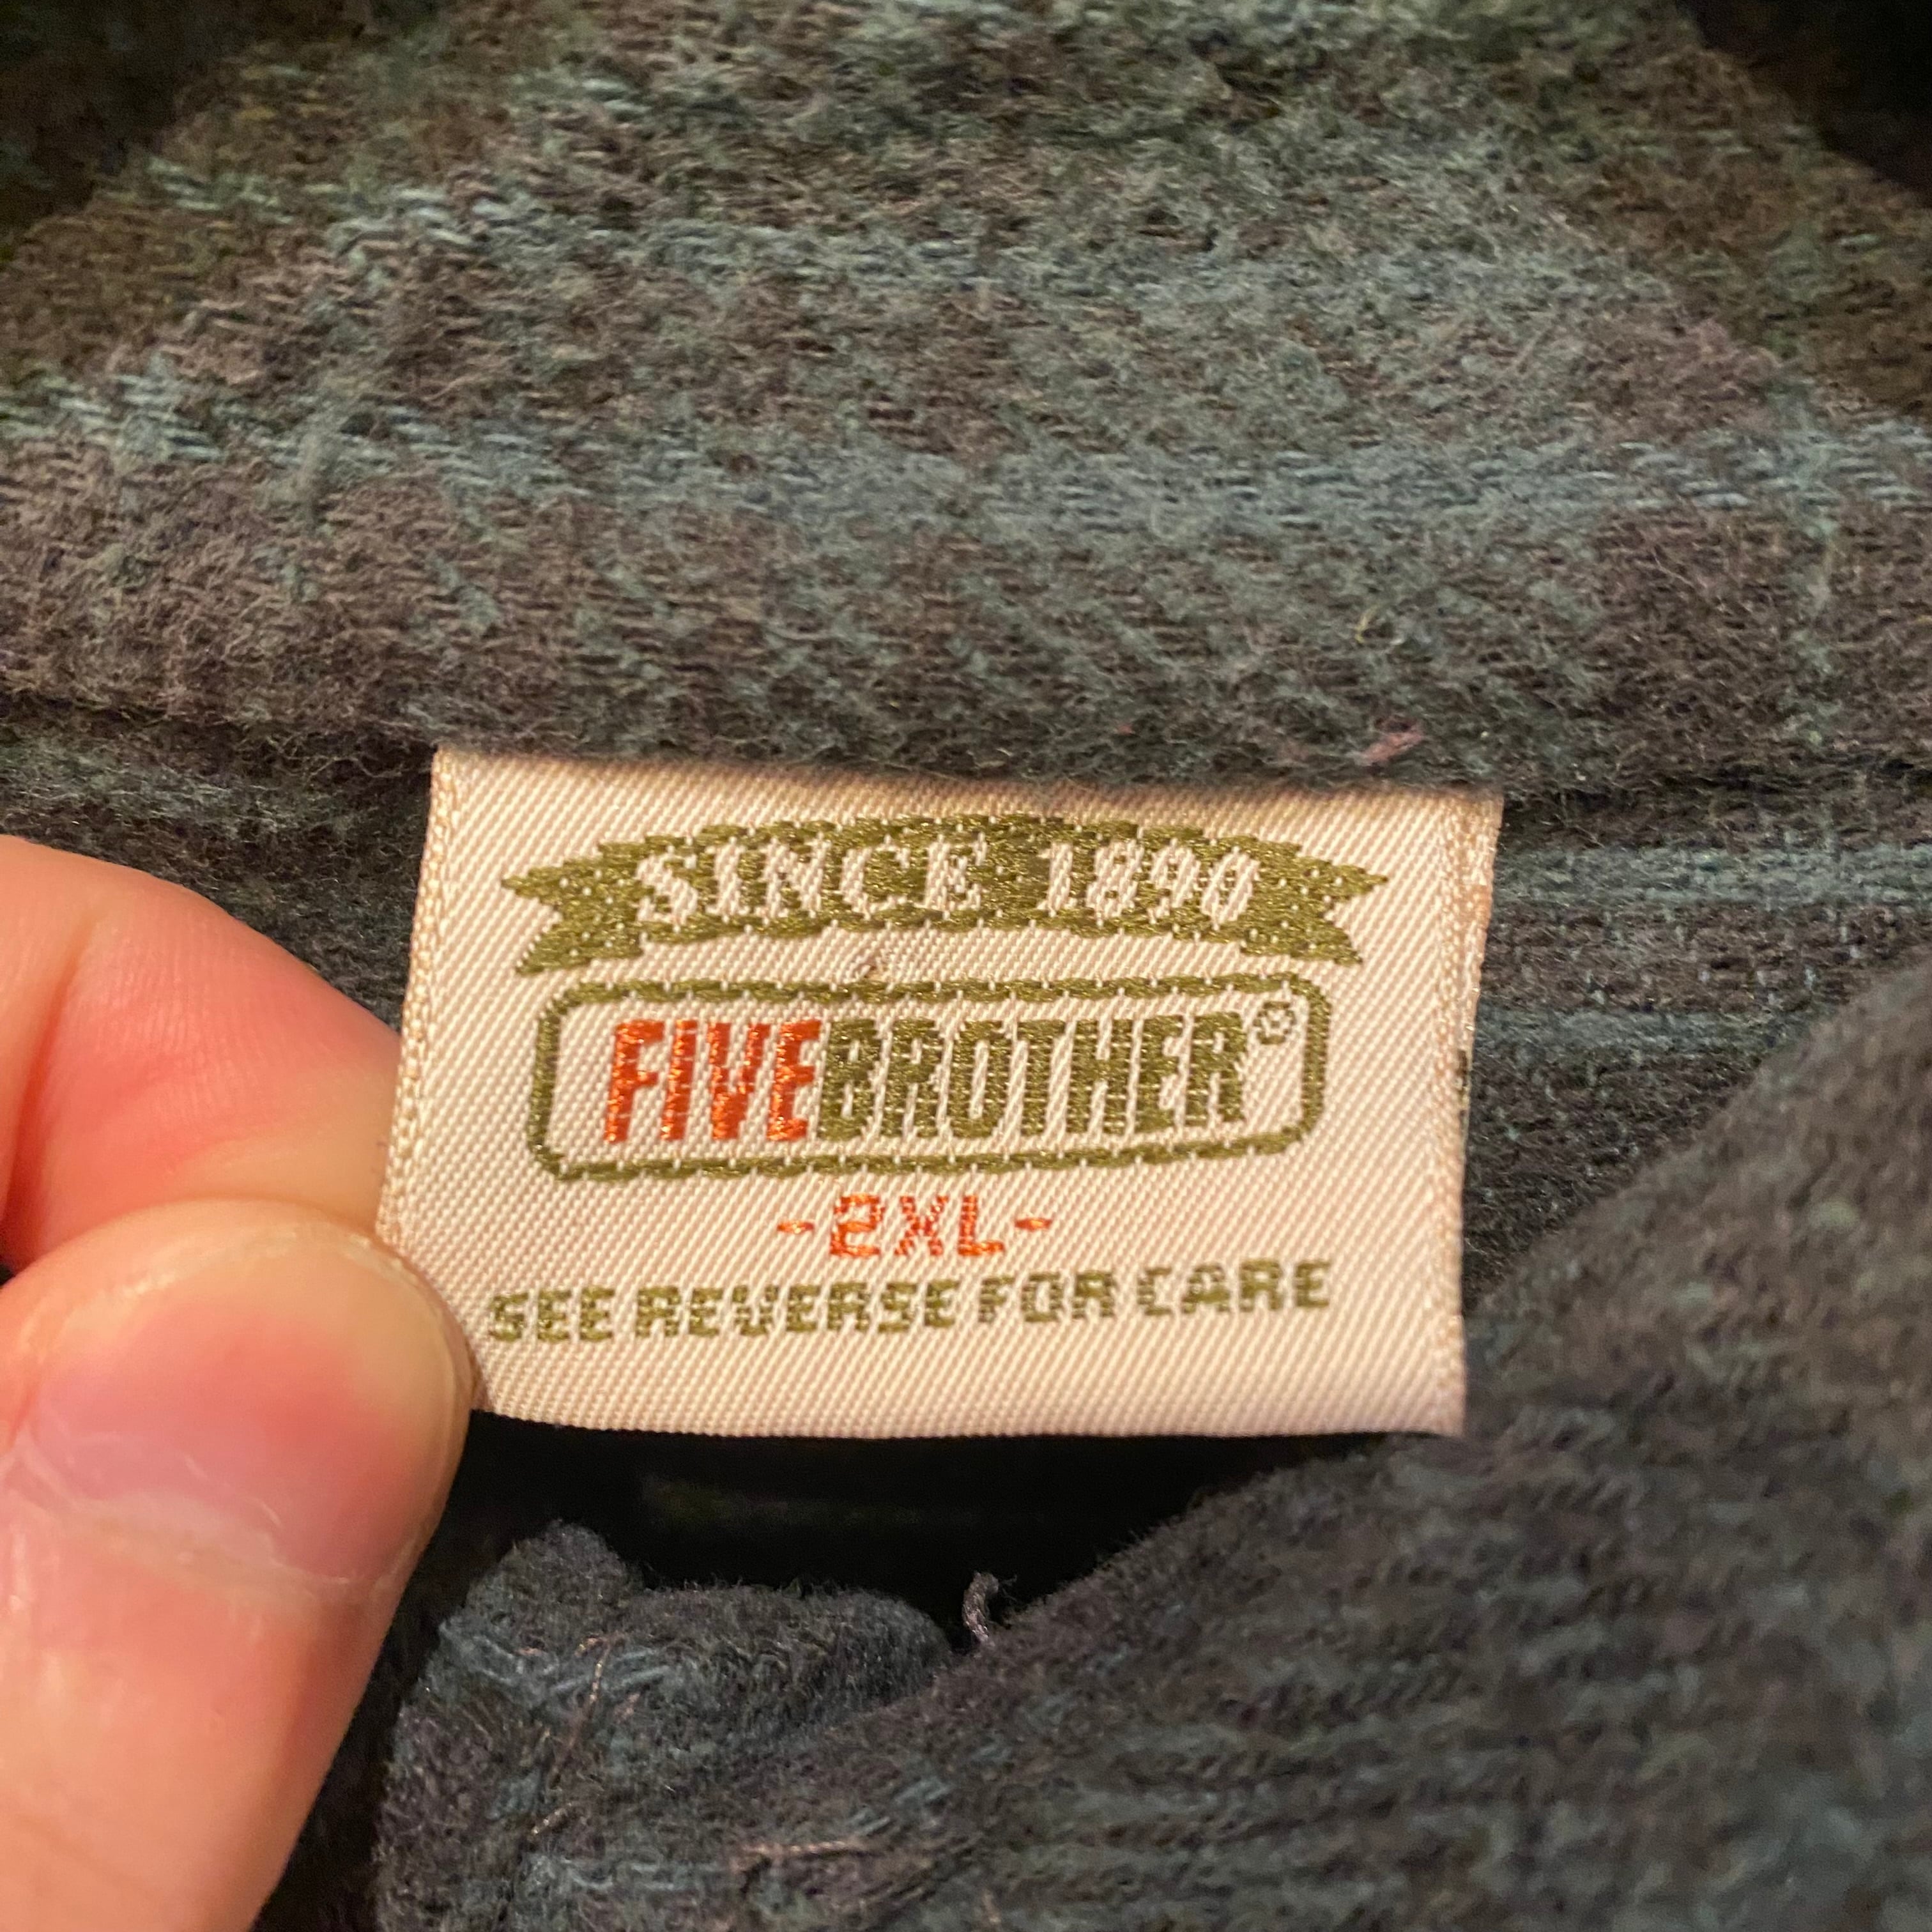 SINCE 1890
FIVEBROTHER®
-2XL-
SEE REVERSE FOR CARE